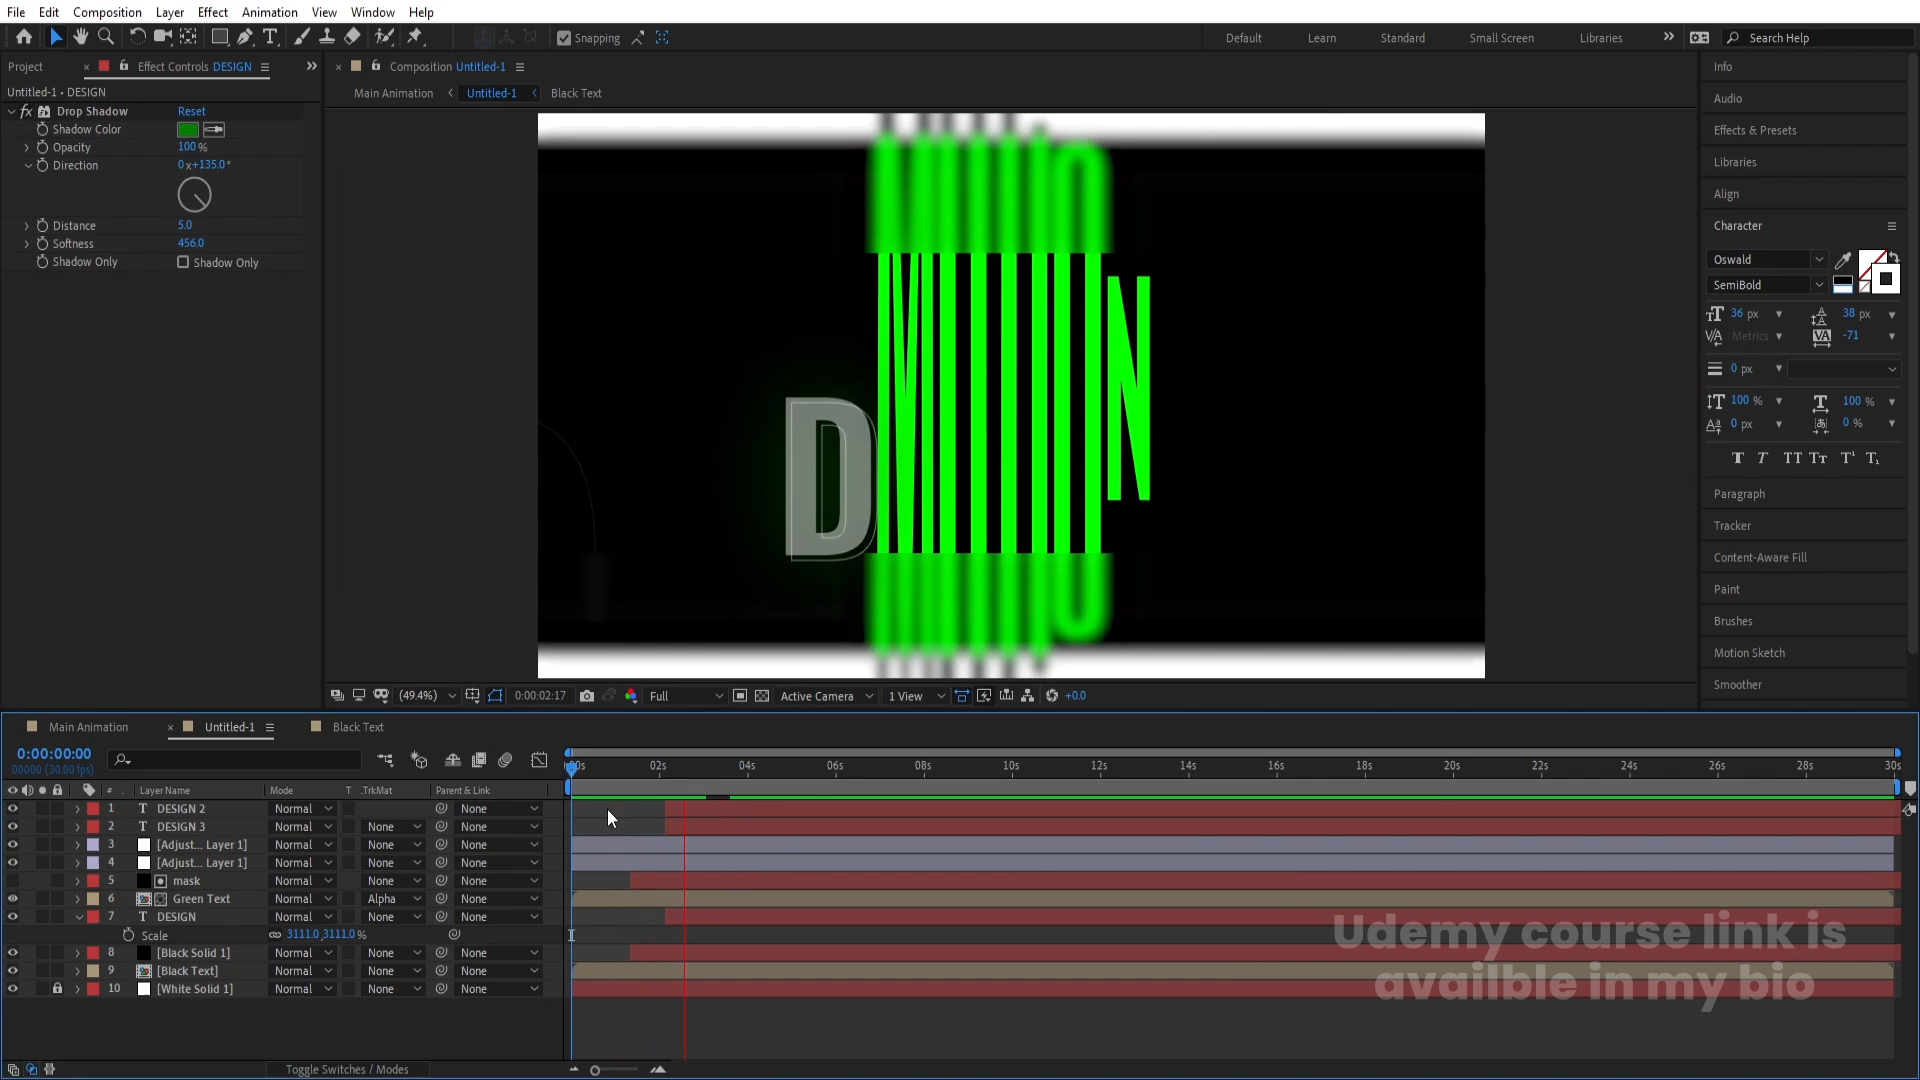 File Edit Composition Layer Effect Animation View Window Help
Snapping
Default Learn Standard Small Screen Libraries
Search Help
Project
Effect Controls DESIGN
Composition Untitled-1
Info
Untitled-1 • DESIGN
Main Animation Untitled-1 Black Text
Audio
fx Drop Shadow Reset
Shadow Color
Opacity 100 %
Direction 0 x+135.0 °
Distance 5.0
Softness 456.0
Shadow Only Shadow Only
D
N
Effects & Presets
Libraries
Align
Character
Oswald
SemiBold
36 px 38 px
Metrics -71
0 px
100 % 100 %
0 px 0 %
T T TT Tт T¹ T₁
Paragraph
Tracker
Content-Aware Fill
Paint
Brushes
Motion Sketch
Smoother
(49.4%) 0:00:02:17 Full Active Camera 1 View +0.0
Main Animation Untitled-1 Black Text
0:00:00:00
00000 (30.00 fps)
02s 04s 06s 08s 10s 12s 14s 16s 18s 20s 22s 24s 26s 28s 30s
# Layer Name Mode T .TrkMat Parent & Link
1 T DESIGN 2 Normal None
2 T DESIGN 3 Normal None None
3 [Adjust... Layer 1] Normal None None
4 [Adjust... Layer 1] Normal None None
5 mask Normal None None
6 Green Text Normal Alpha None
7 T DESIGN Normal None None
Scale 3111.0,3111.0 %
8 [Black Solid 1] Normal None None
9 [Black Text] Normal None None
10 [White Solid 1] Normal None None
Udemy course link is
availble in my bio
Toggle Switches / Modes